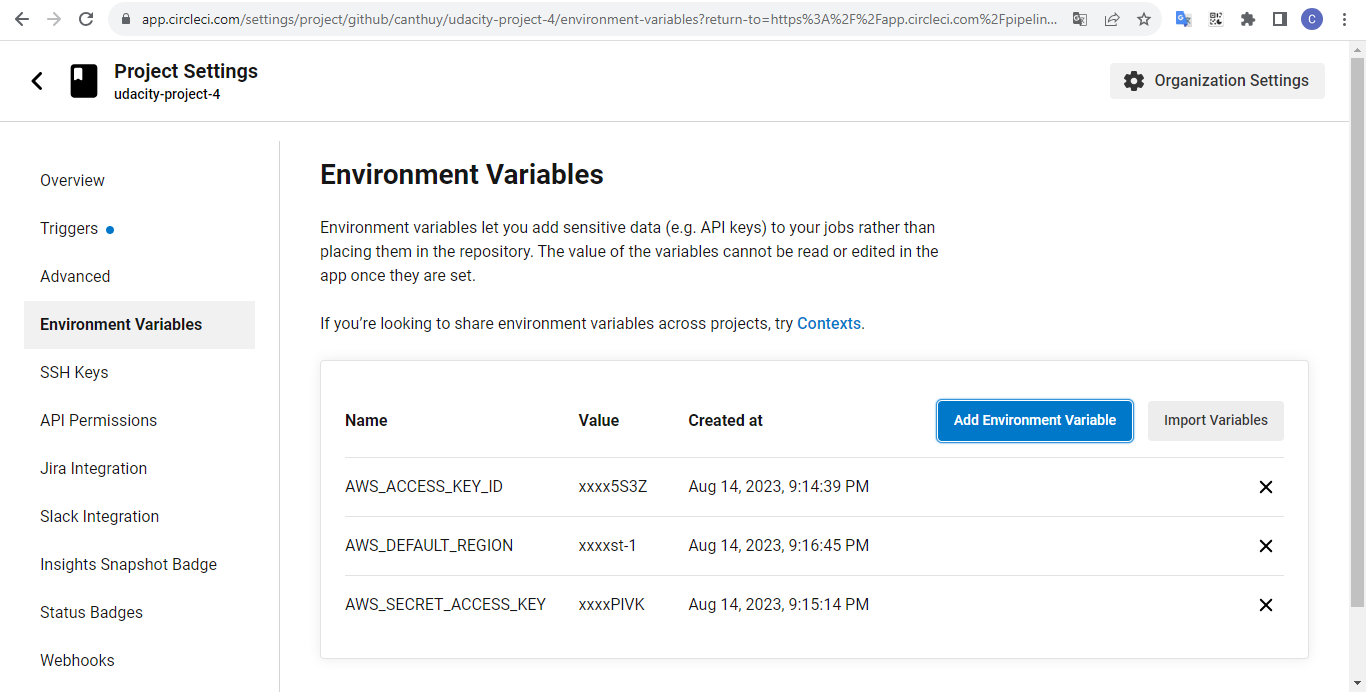 app.circleci.com/settings/project/github/canthuy/udacity-project-4/environment-variables?return-to=https%3A%2F%2Fapp.circleci.com%2Fpipelin...
C
Project Settings
udacity-project-4
Organization Settings
Overview
Triggers
Advanced
Environment Variables
SSH Keys
API Permissions
Jira Integration
Slack Integration
Insights Snapshot Badge
Status Badges
Webhooks
Environment Variables
Environment variables let you add sensitive data (e.g. API keys) to your jobs rather than
placing them in the repository. The value of the variables cannot be read or edited in the
app once they are set.
If you’re looking to share environment variables across projects, try Contexts.
Name Value Created at Add Environment Variable Import Variables
AWS_ACCESS_KEY_ID xxxx5S3Z Aug 14, 2023, 9:14:39 PM
AWS_DEFAULT_REGION xxxxst-1 Aug 14, 2023, 9:16:45 PM
AWS_SECRET_ACCESS_KEY xxxxPIVK Aug 14, 2023, 9:15:14 PM